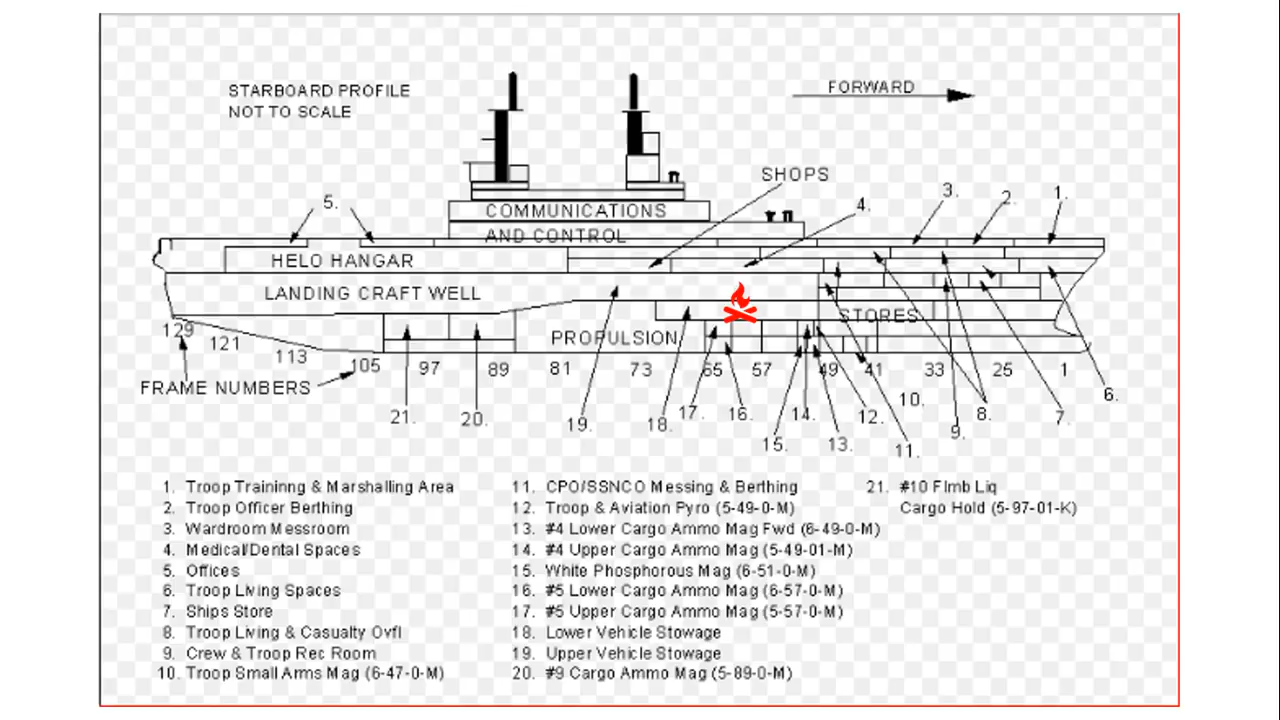 STARBOARD PROFILE
NOT TO SCALE
FORWARD
SHOPS
5.
4.
3.
2.
1.
COMMUNICATIONS
AND CONTROL
HELO HANGAR
LANDING CRAFT WELL
STORES
PROPULSION
129
121
113
105
97
89
81
73
65
57
49
41
33
25
1
FRAME NUMBERS
21.
20.
19.
18.
17.
16.
15.
14.
13.
12.
11.
10.
9.
8.
7.
6.
1. Troop Traininng & Marshalling Area
2. Troop Officer Berthing
3. Wardroom Messroom
4. Medical/Dental Spaces
5. Offices
6. Troop Living Spaces
7. Ships Store
8. Troop Living & Casualty Ovfl
9. Crew & Troop Rec Room
10. Troop Small Arms Mag (6-47-0-M)
11. CPO/SSNCO Messing & Berthing
12. Troop & Aviation Pyro (5-49-0-M)
13. #4 Lower Cargo Ammo Mag Fwd (6-49-0-M)
14. #4 Upper Cargo Ammo Mag (5-49-01-M)
15. White Phosphorous Mag (6-51-0-M)
16. #5 Lower Cargo Ammo Mag (6-57-0-M)
17. #5 Upper Cargo Ammo Mag (5-57-0-M)
18. Lower Vehicle Stowage
19. Upper Vehicle Stowage
20. #9 Cargo Ammo Mag (5-89-0-M)
21. #10 Flmb Liq
Cargo Hold (5-97-01-K)